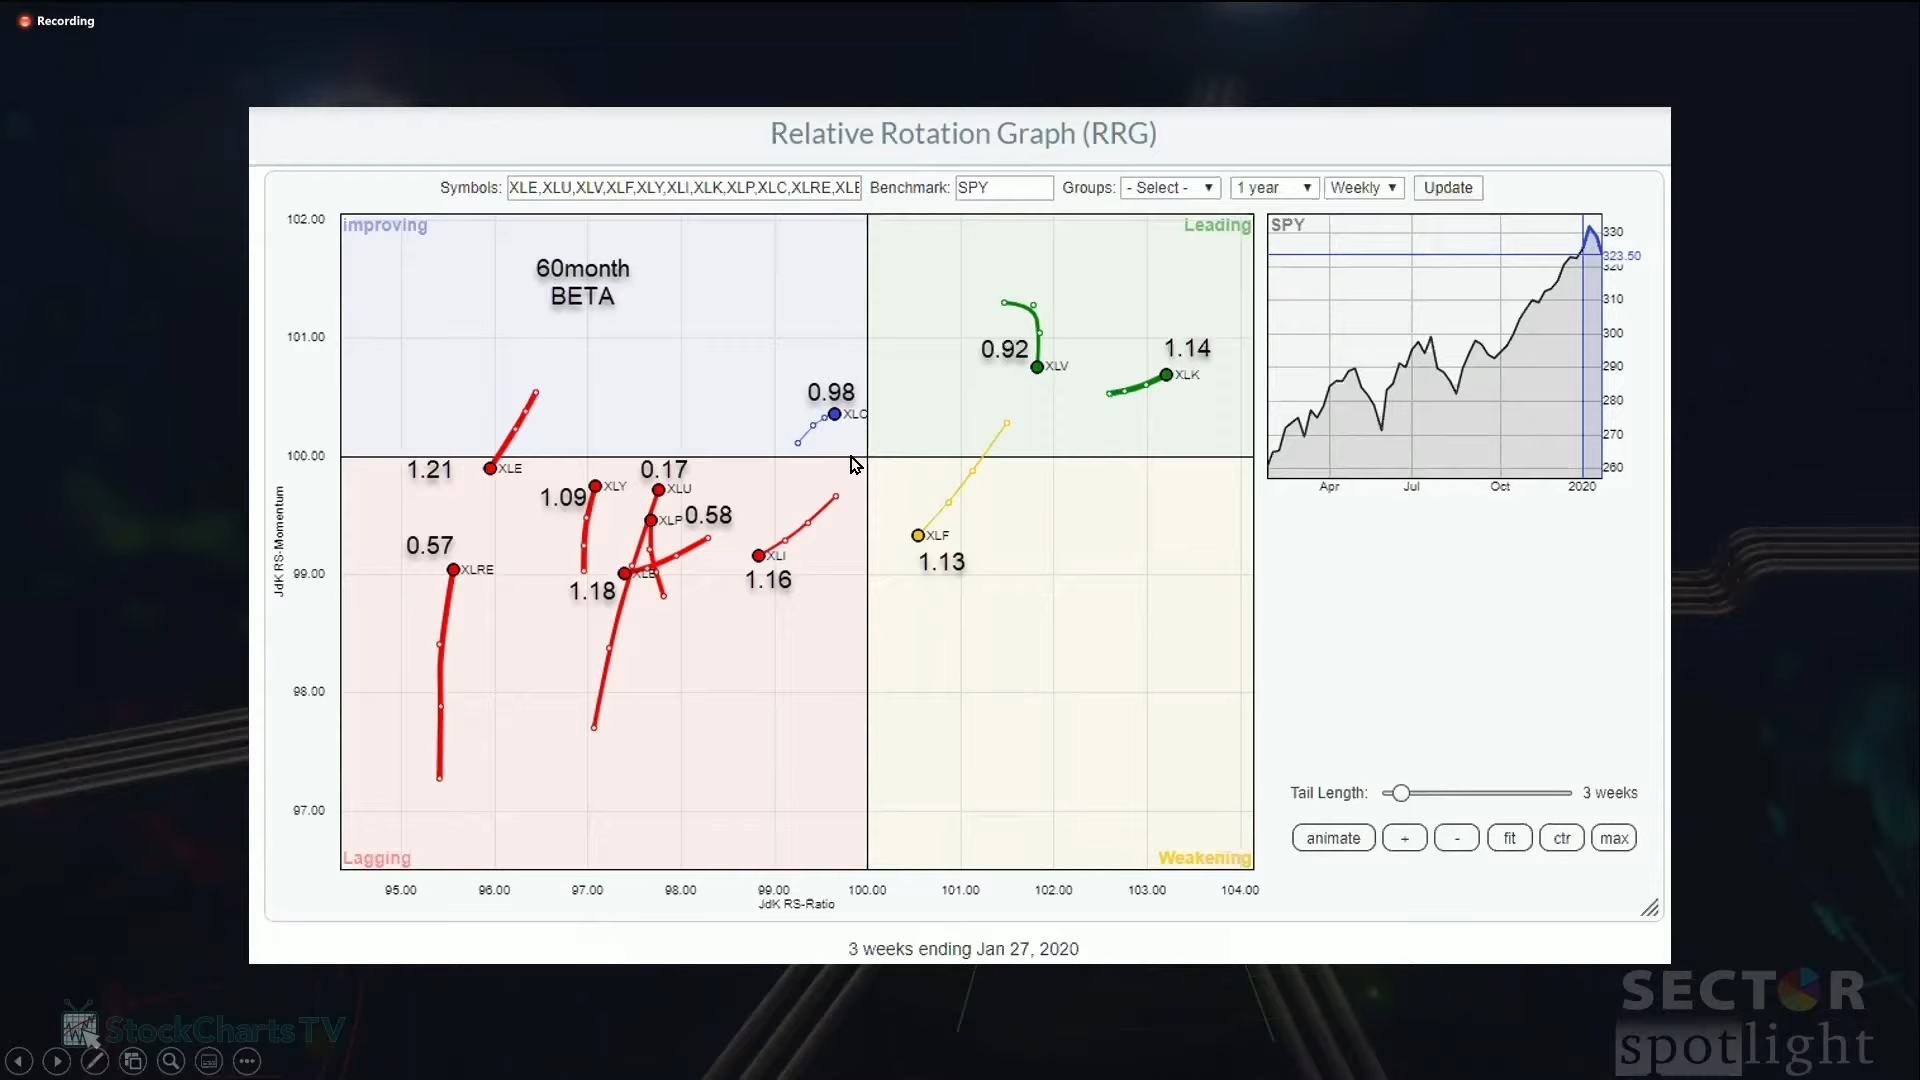 Recording
Relative Rotation Graph (RRG)
Symbols: XLE,XLU,XLV,XLF,XLY,XLI,XLK,XLP,XLC,XLRE,XLE Benchmark: SPY Groups: - Select - 1 year Weekly Update
102.00
101.00
100.00
99.00
98.00
97.00
JdK RS-Momentum
improving
Leading
60month
BETA
0.92
XLV
1.14
XLK
0.98
XLC
1.21
XLE
1.09
XLY
0.17
XLU
XLP
0.58
0.57
XLRE
1.18
XLB
XLI
1.16
XLF
1.13
Lagging
Weakening
95.00 96.00 97.00 98.00 99.00 100.00 101.00 102.00 103.00 104.00
JdK RS-Ratio
SPY
330
323.50
320
310
300
290
280
270
260
Apr Jul Oct 2020
Tail Length: 3 weeks
animate + - fit ctr max
3 weeks ending Jan 27, 2020
StockCharts TV
SECTOR
spotlight